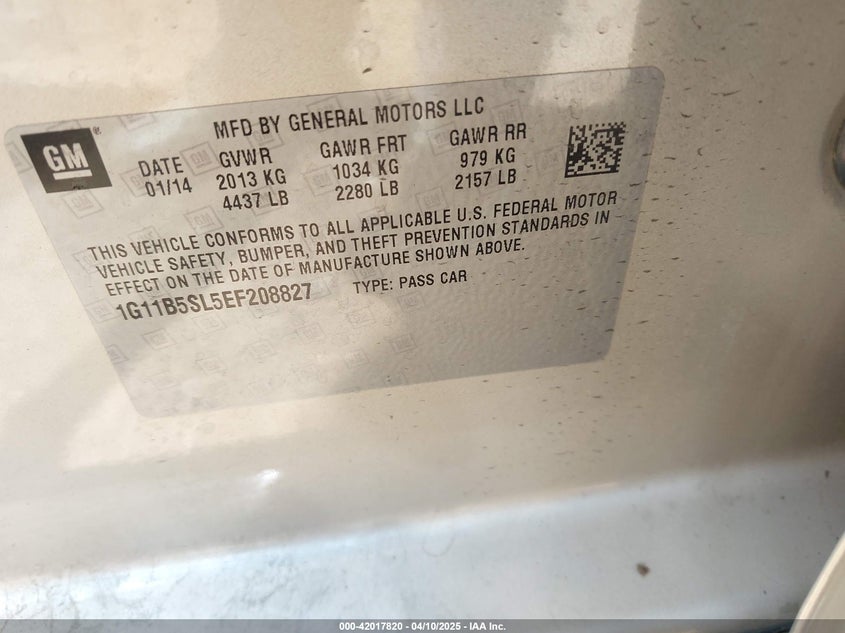 GM
MFD BY GENERAL MOTORS LLC
DATE GVWR GAWR FRT GAWR RR
01/14 2013 KG 1034 KG 979 KG
4437 LB 2280 LB 2157 LB
THIS VEHICLE CONFORMS TO ALL APPLICABLE U.S. FEDERAL MOTOR
VEHICLE SAFETY, BUMPER, AND THEFT PREVENTION STANDARDS IN
EFFECT ON THE DATE OF MANUFACTURE SHOWN ABOVE.
1G11B5SL5EF208827 TYPE: PASS CAR
000-42017820 - 04/10/2025 - IAA Inc.